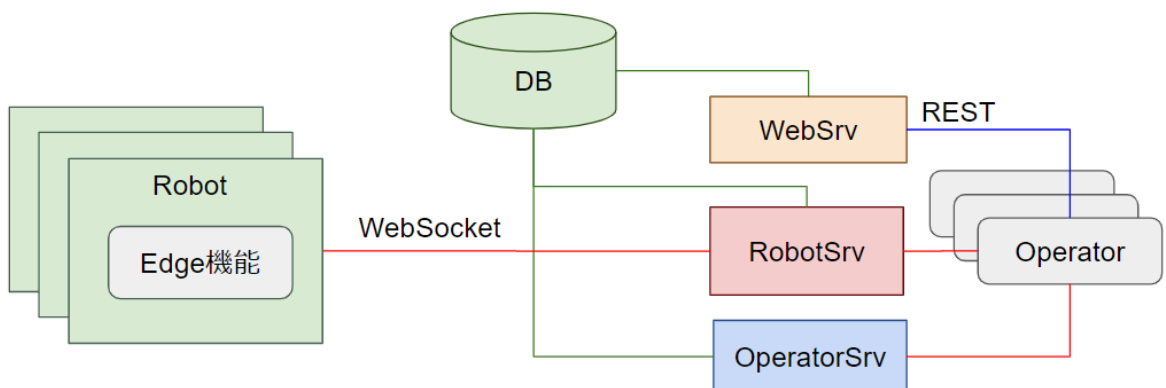 DB
WebSrv
REST
Robot
WebSocket
Edge機能
RobotSrv
Operator
OperatorSrv